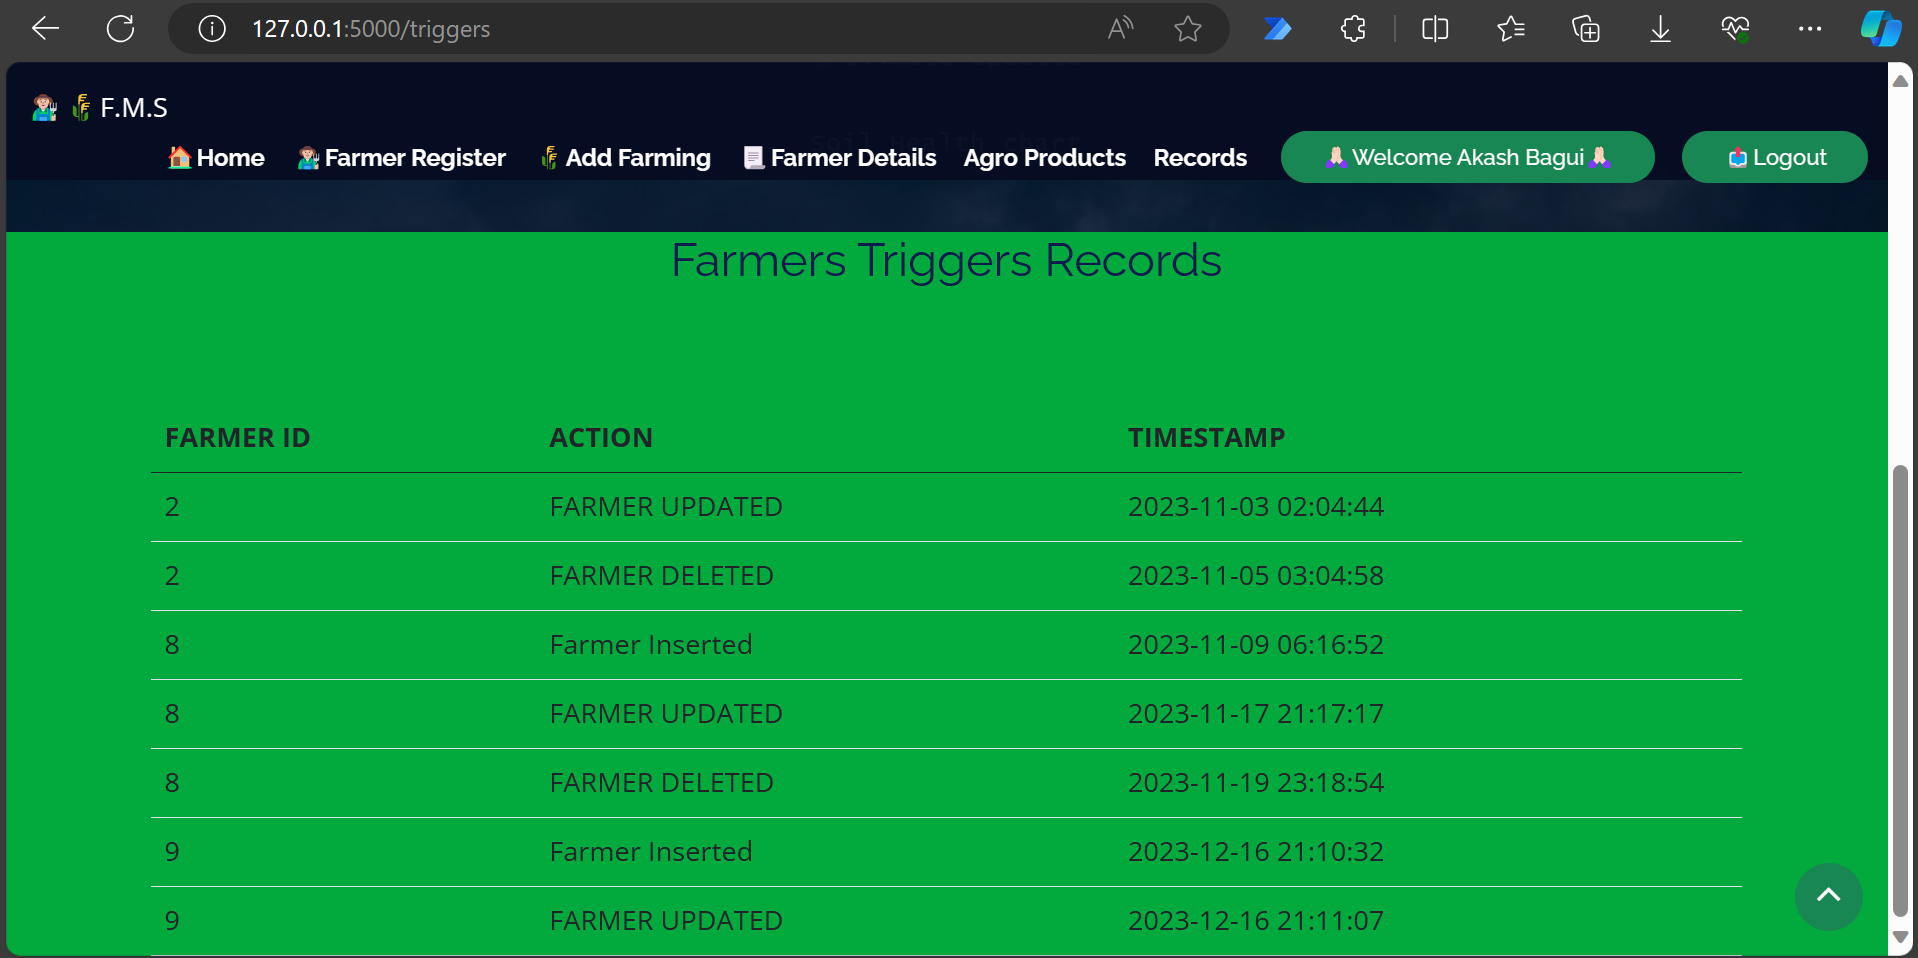 127.0.0.1:5000/triggers
F.M.S
Home Farmer Register Add Farming Farmer Details Agro Products Records Welcome Akash Bagui Logout
Soil Health chart
Farmers Triggers Records
FARMER ID ACTION TIMESTAMP
2 FARMER UPDATED 2023-11-03 02:04:44
2 FARMER DELETED 2023-11-05 03:04:58
8 Farmer Inserted 2023-11-09 06:16:52
8 FARMER UPDATED 2023-11-17 21:17:17
8 FARMER DELETED 2023-11-19 23:18:54
9 Farmer Inserted 2023-12-16 21:10:32
9 FARMER UPDATED 2023-12-16 21:11:07